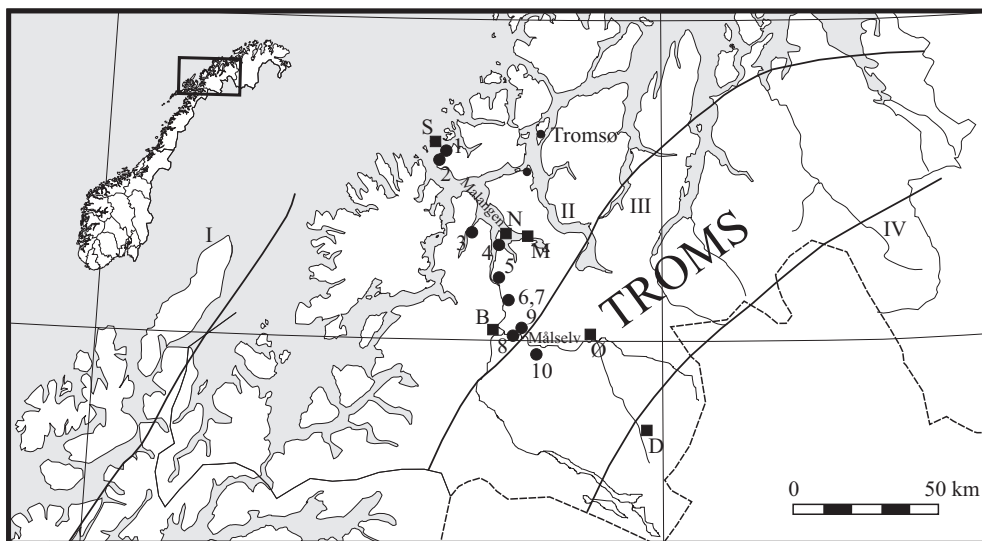 S
1
Tromsø
2
Malangen
II
III
N
3
4
M
IV
I
TROMS
5
6,7
B
9
8
Målselv
Ø
10
D
0
50 km